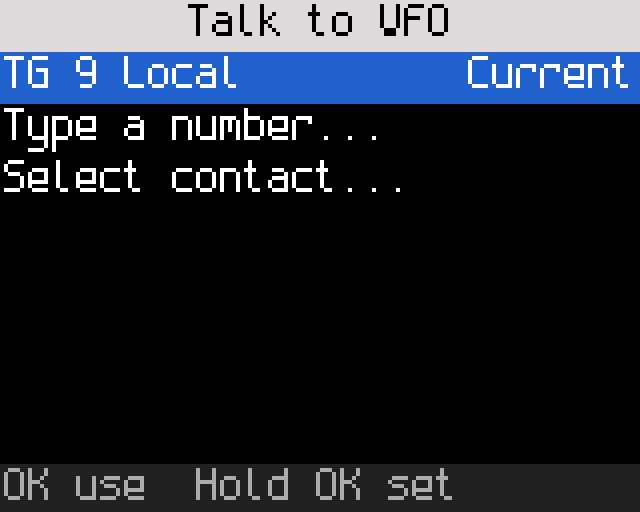 Talk to VFO
TG 9 Local Current
Type a number...
Select contact...
OK use Hold OK set